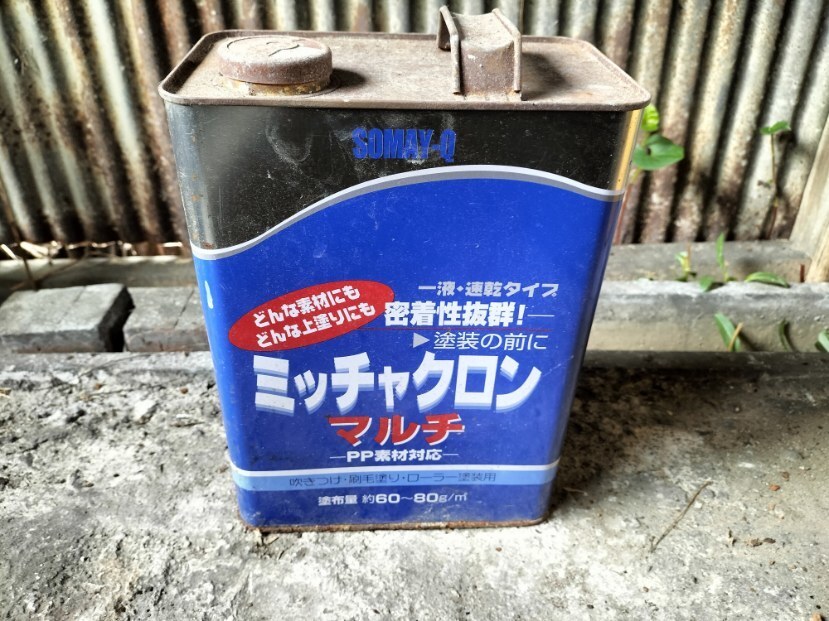 SOMAY-Q
一液・速乾タイプ
どんな素材にも
どんな上塗りにも
密着性抜群!
▶塗装の前に
ミッチャクロン
マルチ
PP素材対応
吹きつけ・刷毛塗り・ローラー塗装用
塗布量 約60〜80g/㎡